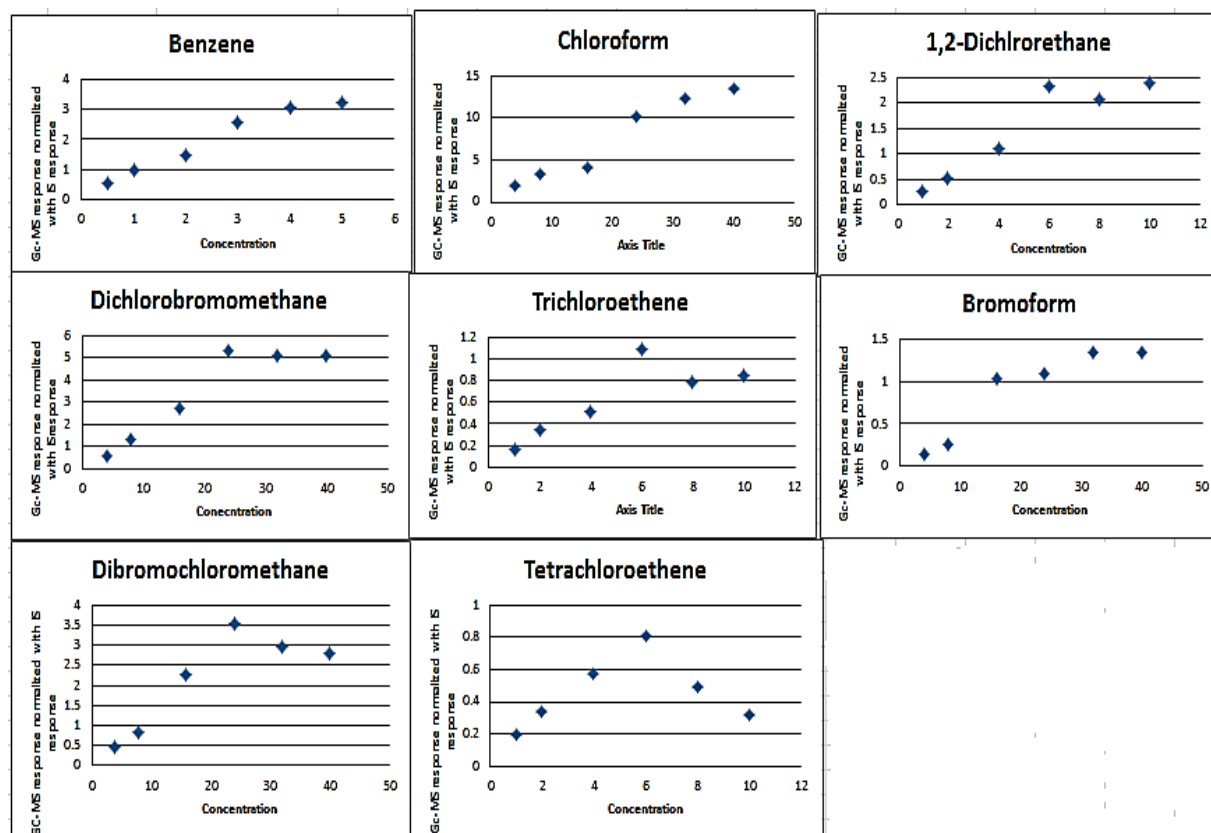 Benzene
Gc-MS response normalized
with IS response
4
3
2
1
0
0 1 2 3 4 5 6
Concentration
Chloroform
GC-MS response normalized
with IS response
15
10
5
0
0 10 20 30 40 50
Axis Title
1,2-Dichlrorethane
GC-MS response normalized
with IS response
2.5
2
1.5
1
0.5
0
0 2 4 6 8 10 12
Concentration
Dichlorobromomethane
Gc-MS response normalized
with ISresponse
6
5
4
3
2
1
0
0 10 20 30 40 50
Conecntration
Trichloroethene
Gc-MS response normalized
with IS response
1.2
1
0.8
0.6
0.4
0.2
0
0 2 4 6 8 10 12
Axis Title
Bromoform
Gc-MS response normalized
with IS response
1.5
1
0.5
0
0 10 20 30 40 50
Concentration
Dibromochloromethane
GC-MS response normalized with IS
response
4
3.5
3
2.5
2
1.5
1
0.5
0
0 10 20 30 40 50
Concentration
Tetrachloroethene
GC-MS response normalized with IS
response
1
0.8
0.6
0.4
0.2
0
0 2 4 6 8 10 12
Concentration